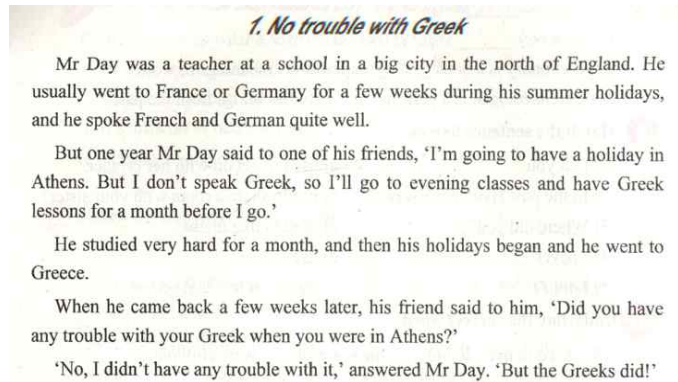 1. No trouble with Greek
Mr Day was a teacher at a school in a big city in the north of England. He
usually went to France or Germany for a few weeks during his summer holidays,
and he spoke French and German quite well.
But one year Mr Day said to one of his friends, ‘I’m going to have a holiday in
Athens. But I don’t speak Greek, so I’ll go to evening classes and have Greek
lessons for a month before I go.’
He studied very hard for a month, and then his holidays began and he went to
Greece.
When he came back a few weeks later, his friend said to him, ‘Did you have
any trouble with your Greek when you were in Athens?’
‘No, I didn’t have any trouble with it,’ answered Mr Day. ‘But the Greeks did!’